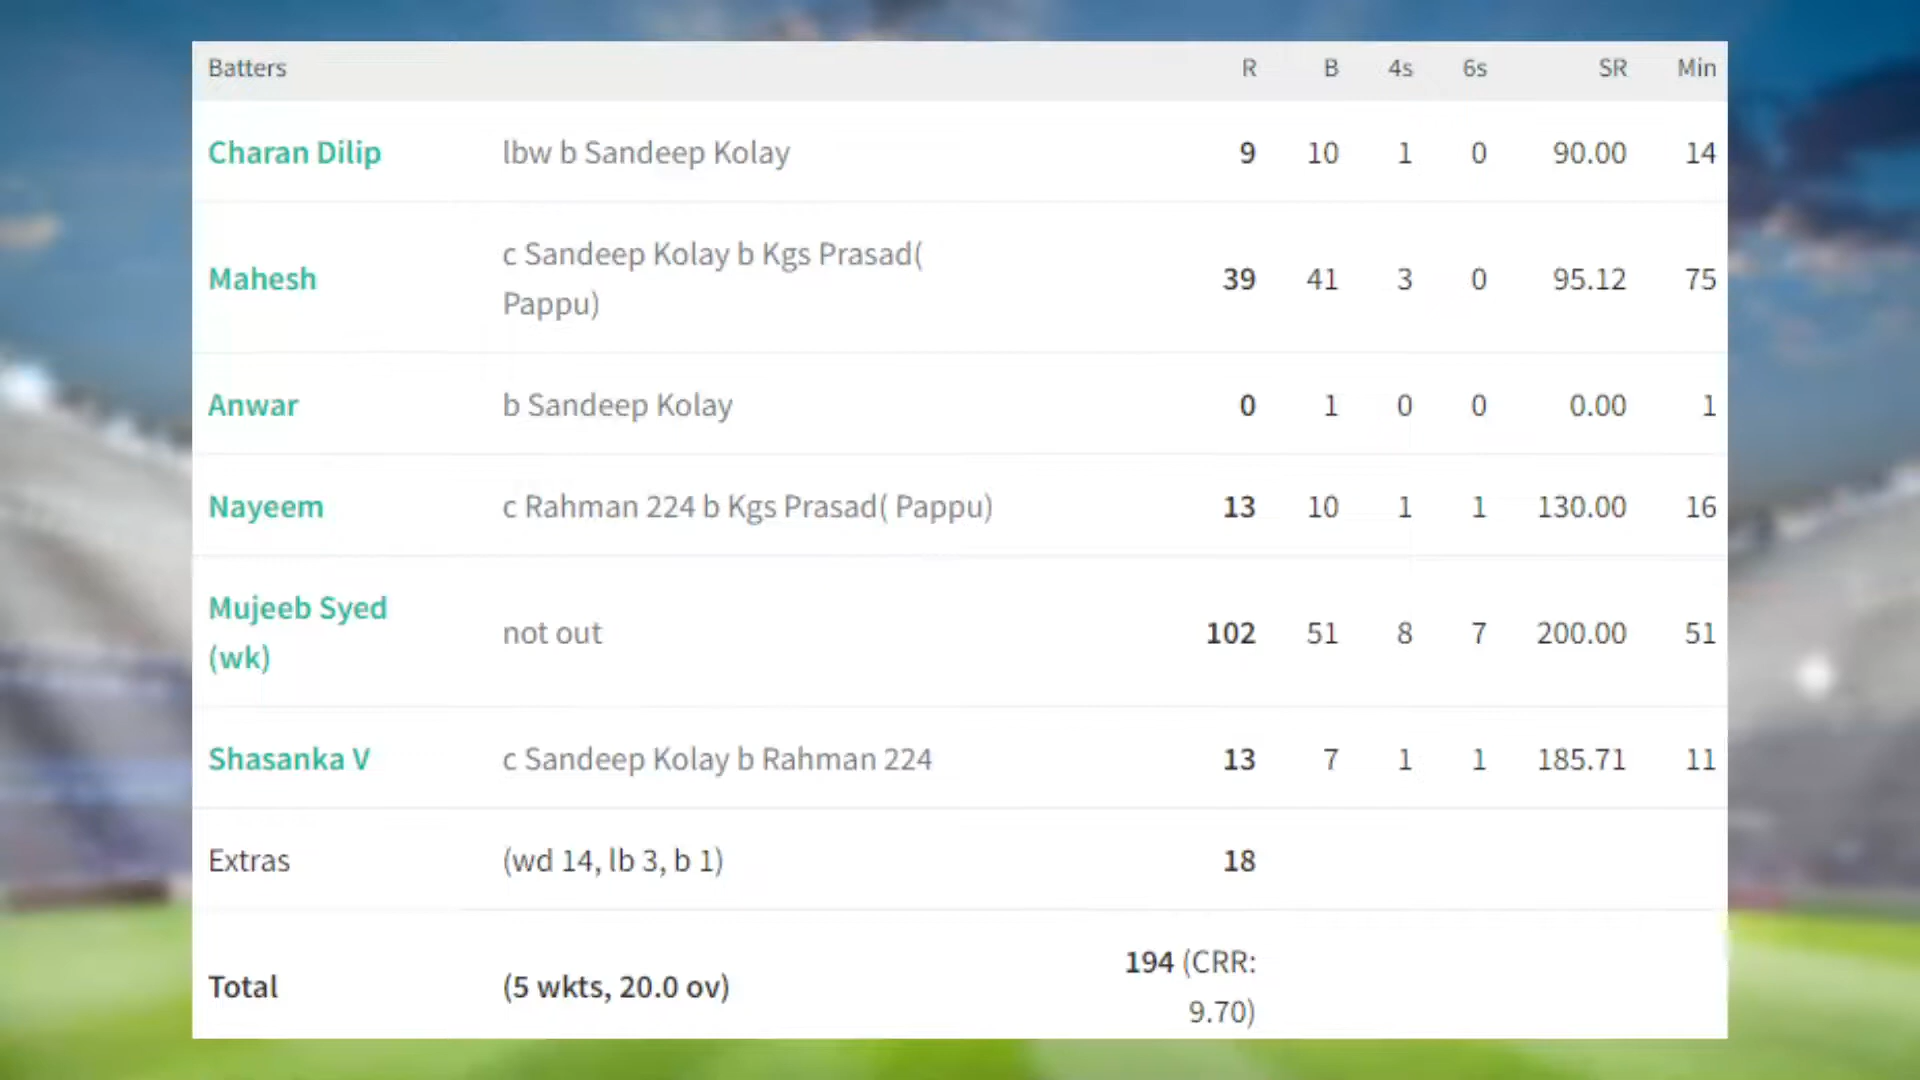 Batters R B 4s 6s SR Min
Charan Dilip lbw b Sandeep Kolay 9 10 1 0 90.00 14
Mahesh c Sandeep Kolay b Kgs Prasad( Pappu) 39 41 3 0 95.12 75
Anwar b Sandeep Kolay 0 1 0 0 0.00 1
Nayeem c Rahman 224 b Kgs Prasad( Pappu) 13 10 1 1 130.00 16
Mujeeb Syed (wk) not out 102 51 8 7 200.00 51
Shasanka V c Sandeep Kolay b Rahman 224 13 7 1 1 185.71 11
Extras (wd 14, lb 3, b 1) 18
Total (5 wkts, 20.0 ov) 194 (CRR: 9.70)